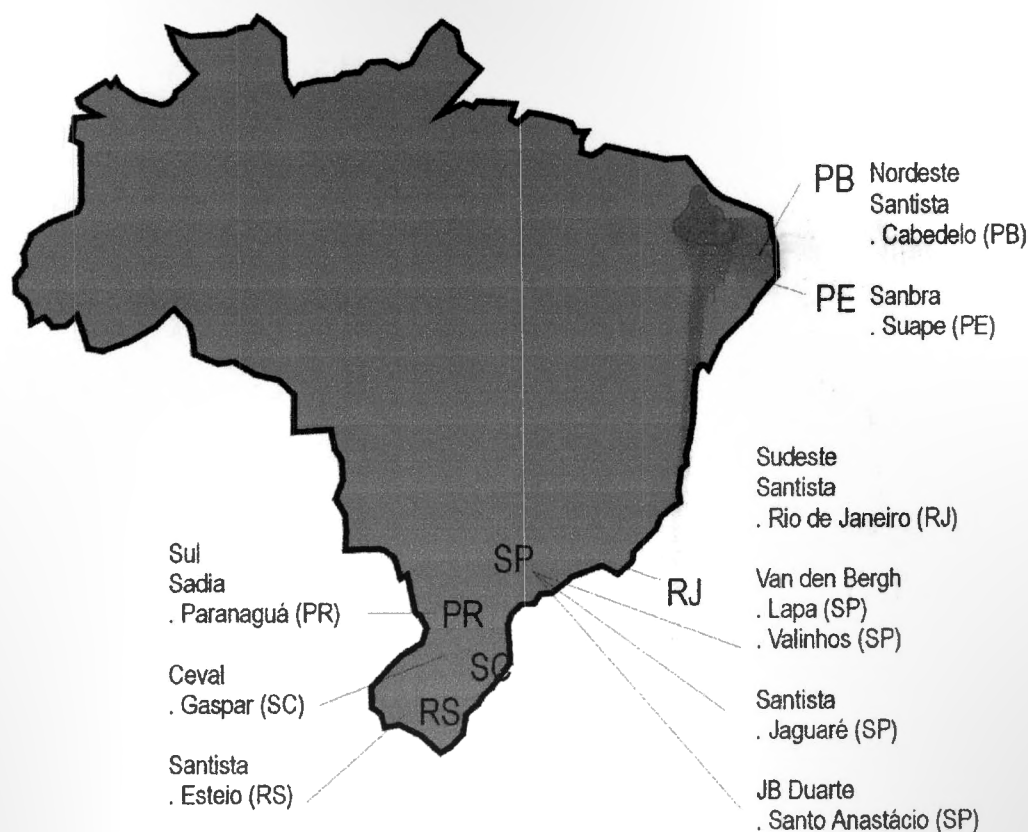 PB
Nordeste
Santista
. Cabedelo (PB)
PE
Sanbra
. Suape (PE)
Sudeste
Santista
. Rio de Janeiro (RJ)
RJ
Van den Bergh
. Lapa (SP)
. Valinhos (SP)
Santista
. Jaguaré (SP)
JB Duarte
. Santo Anastácio (SP)
SP
PR
SC
RS
Sul
Sadia
. Paranaguá (PR)
Ceval
. Gaspar (SC)
Santista
. Esteio (RS)